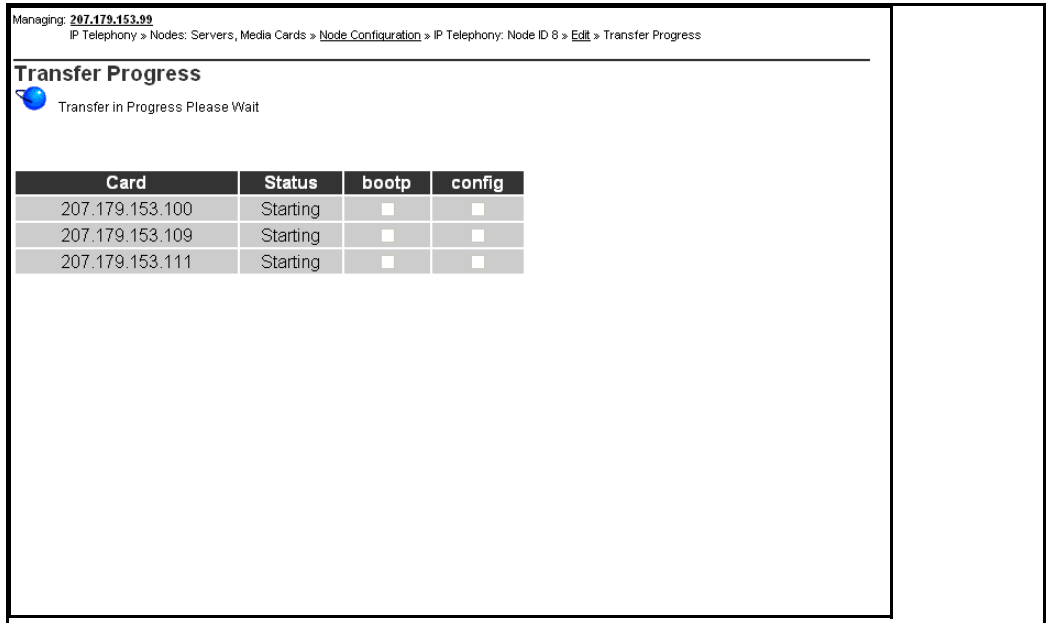 Managing: 207.179.153.99
IP Telephony » Nodes: Servers, Media Cards » Node Configuration » IP Telephony: Node ID 8 » Edit » Transfer Progress
Transfer Progress
Transfer in Progress Please Wait
Card Status bootp config
207.179.153.100 Starting
207.179.153.109 Starting
207.179.153.111 Starting